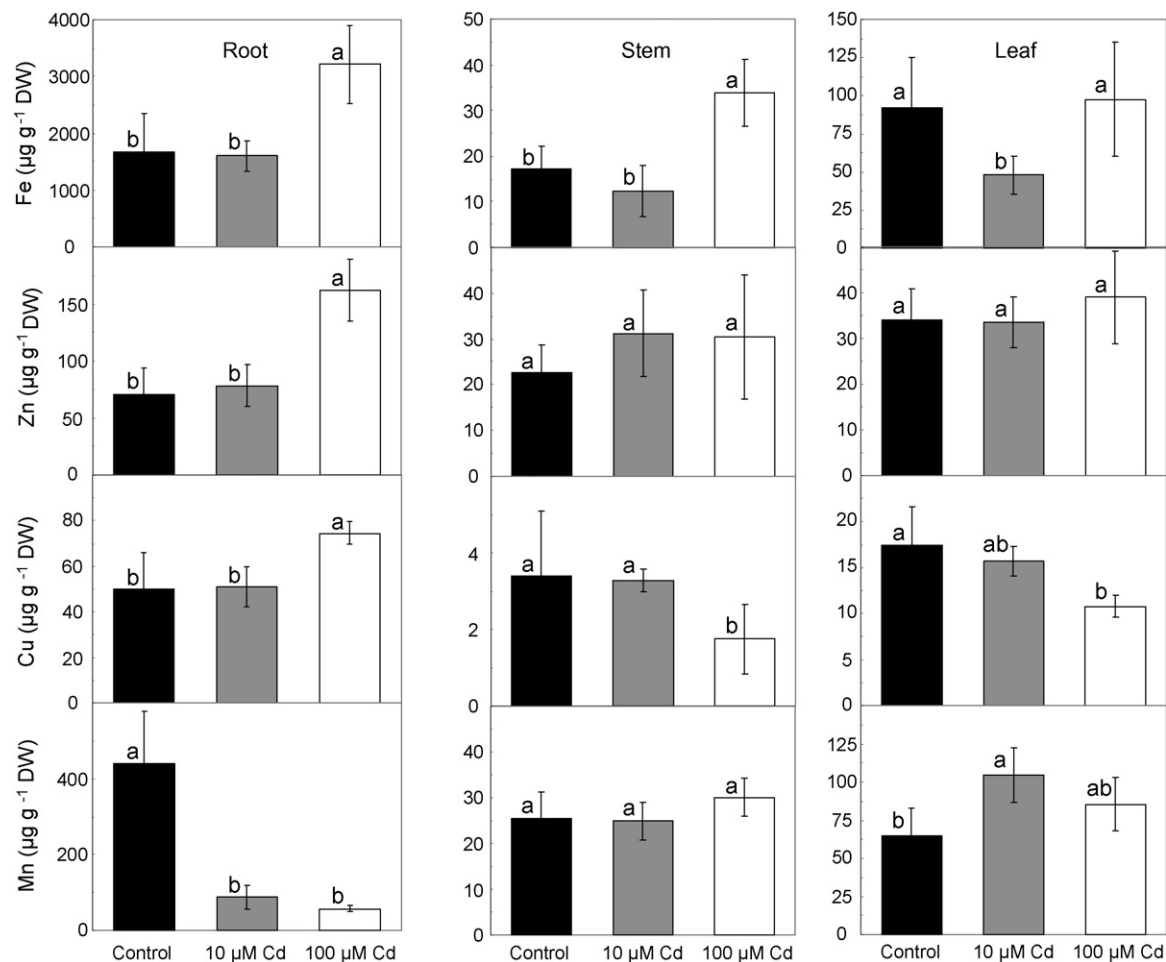 Root
Stem
Leaf
Fe (µg g⁻¹ DW)
4000
3000
2000
1000
0
b
b
a
50
40
30
20
10
0
b
b
a
150
125
100
75
50
25
0
a
b
a
Zn (µg g⁻¹ DW)
150
100
50
0
b
b
a
40
30
20
10
0
a
a
a
40
30
20
10
0
a
a
a
Cu (µg g⁻¹ DW)
80
60
40
20
0
b
b
a
4
2
0
a
a
b
20
15
10
5
0
a
ab
b
Mn (µg g⁻¹ DW)
400
200
0
a
b
b
40
30
20
10
0
a
a
a
125
100
75
50
25
0
b
a
ab
Control 10 µM Cd 100 µM Cd
Control 10 µM Cd 100 µM Cd
Control 10 µM Cd 100 µM Cd